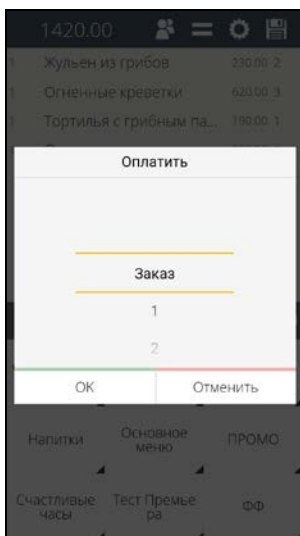 1420.00
Жульен из грибов 230.00 2
Огненные креветки 620.00 3
Тортилья с грибным па... 190.00 1
Оплатить
Заказ
1
2
OK Отменить
Напитки Основное меню ПРОМО
Счастливые часы Тест Премье ра ФФ